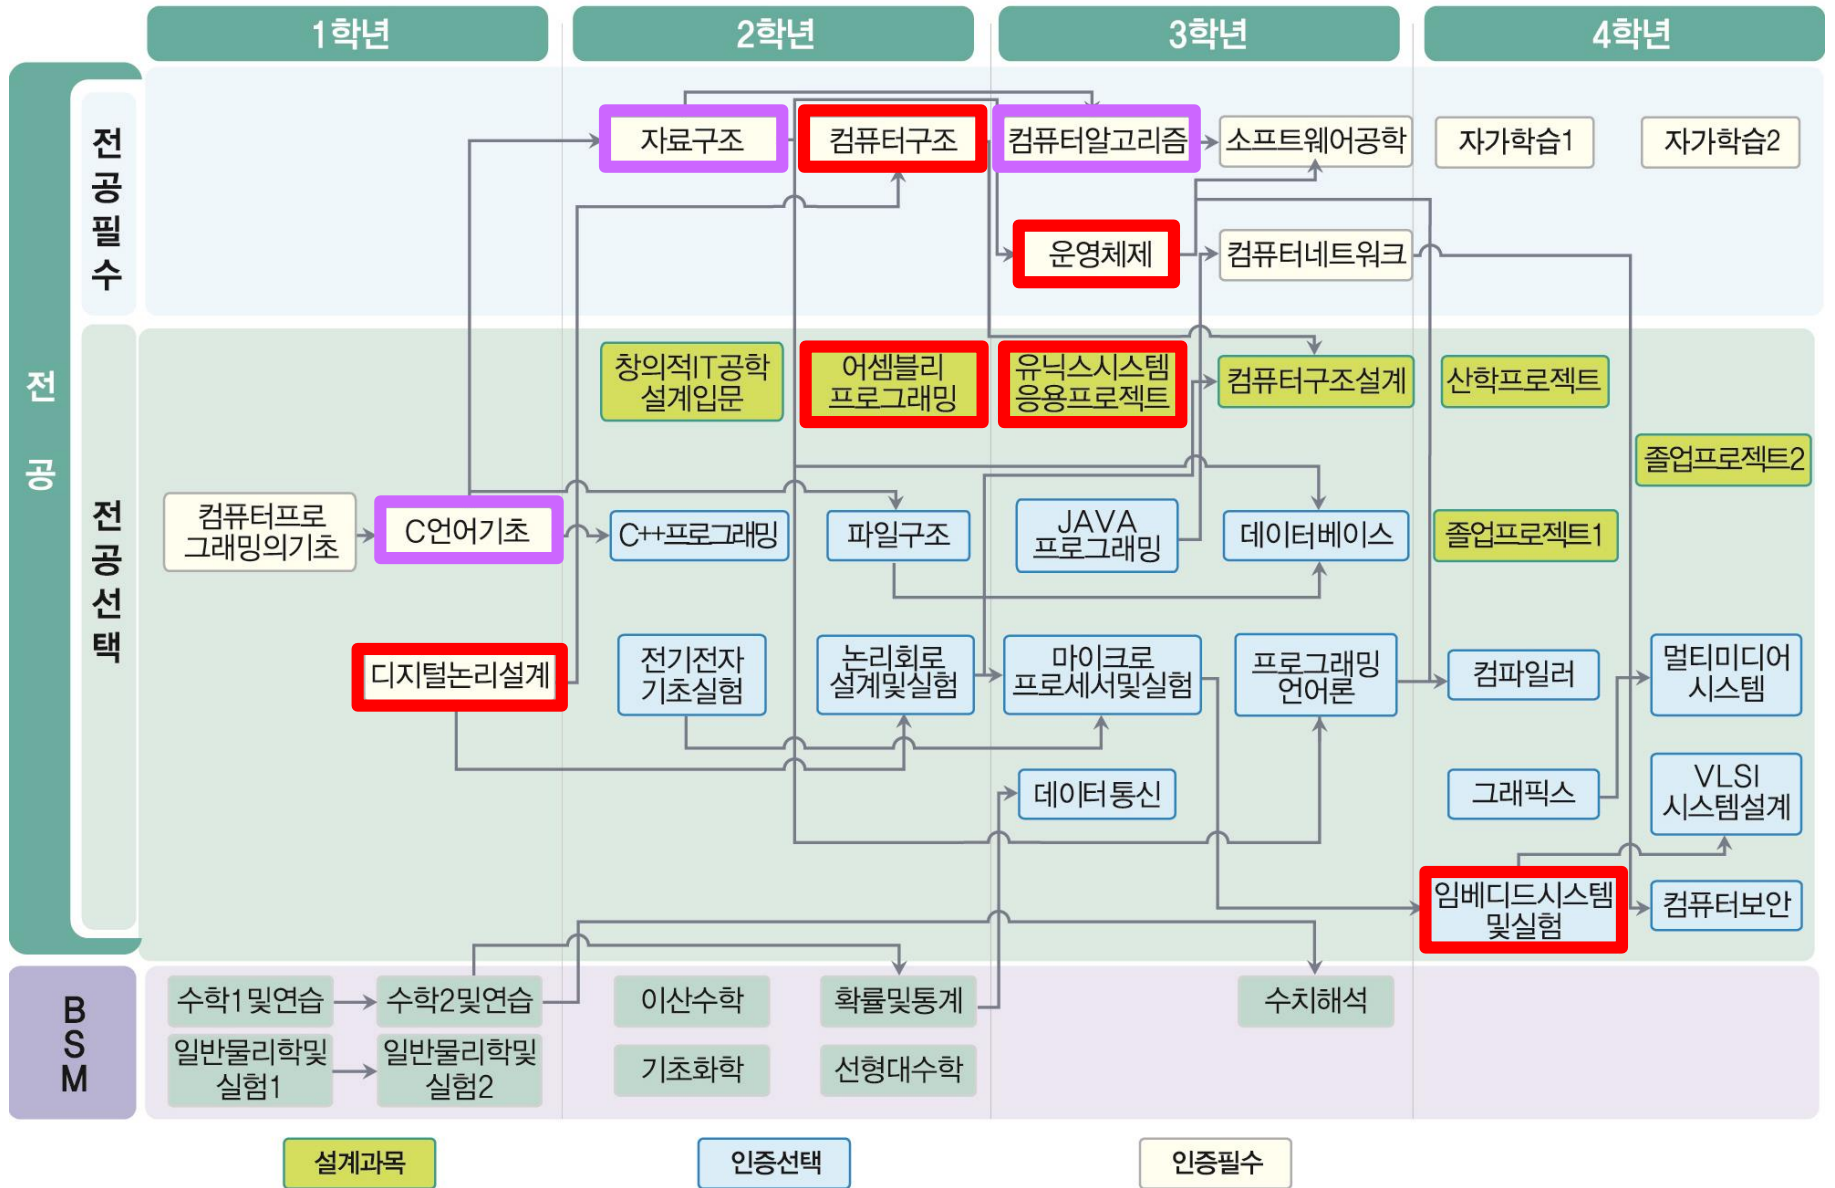 1학년
2학년
3학년
4학년
전공
전공필수
자료구조
컴퓨터구조
컴퓨터알고리즘
소프트웨어공학
자가학습1
자가학습2
운영체제
컴퓨터네트워크
전공선택
창의적IT공학
설계입문
어셈블리
프로그래밍
유닉스시스템
응용프로젝트
컴퓨터구조설계
산학프로젝트
졸업프로젝트2
컴퓨터프로
그래밍의기초
C언어기초
C++프로그래밍
파일구조
JAVA
프로그래밍
데이터베이스
졸업프로젝트1
디지털논리설계
전기전자
기초실험
논리회로
설계및실험
마이크로
프로세서및실험
프로그래밍
언어론
컴파일러
멀티미디어
시스템
데이터통신
그래픽스
VLSI
시스템설계
임베디드시스템
및실험
컴퓨터보안
BSM
수학1및연습
수학2및연습
이산수학
확률및통계
수치해석
일반물리학및
실험1
일반물리학및
실험2
기초화학
선형대수학
설계과목
인증선택
인증필수